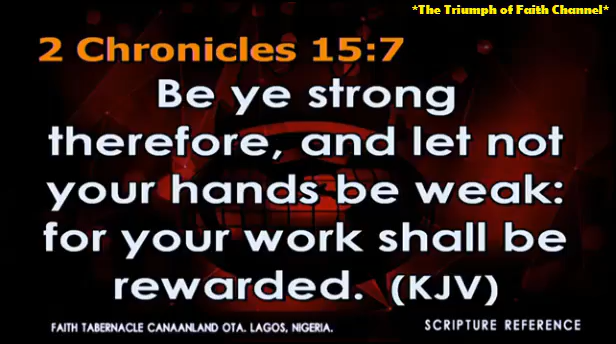 *The Triumph of Faith Channel*
2 Chronicles 15:7
Be ye strong
therefore, and let not
your hands be weak:
for your work shall be
rewarded. (KJV)
FAITH TABERNACLE CANAANLAND OTA. LAGOS, NIGERIA.
SCRIPTURE REFERENCE